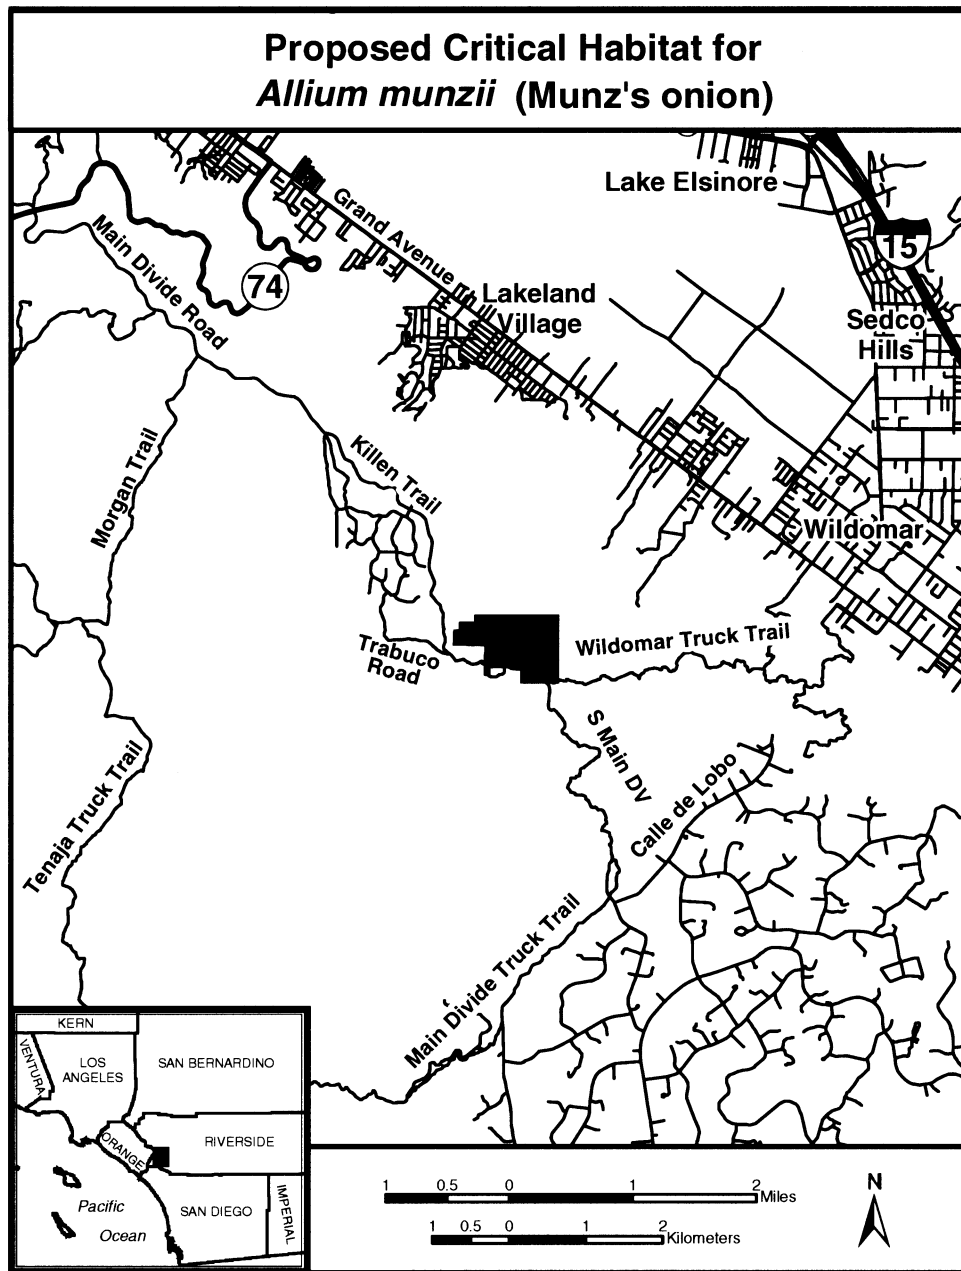 Proposed Critical Habitat for
Allium munzii (Munz's onion)
Lake Elsinore
Grand Avenue
Main Divide Road
15
74
Lakeland
Village
Sedco
Hills
Killen Trail
Morgan Trail
Wildomar
Wildomar Truck Trail
Trabuco
Road
S Main DV
Calle de Lobo
Tenaja Truck Trail
Main Divide Truck Trail
KERN
VENTURA
LOS
ANGELES
SAN BERNARDINO
ORANGE
RIVERSIDE
Pacific
Ocean
SAN DIEGO
IMPERIAL
1 0.5 0 1 2 Miles
1 0.5 0 1 2 Kilometers
N